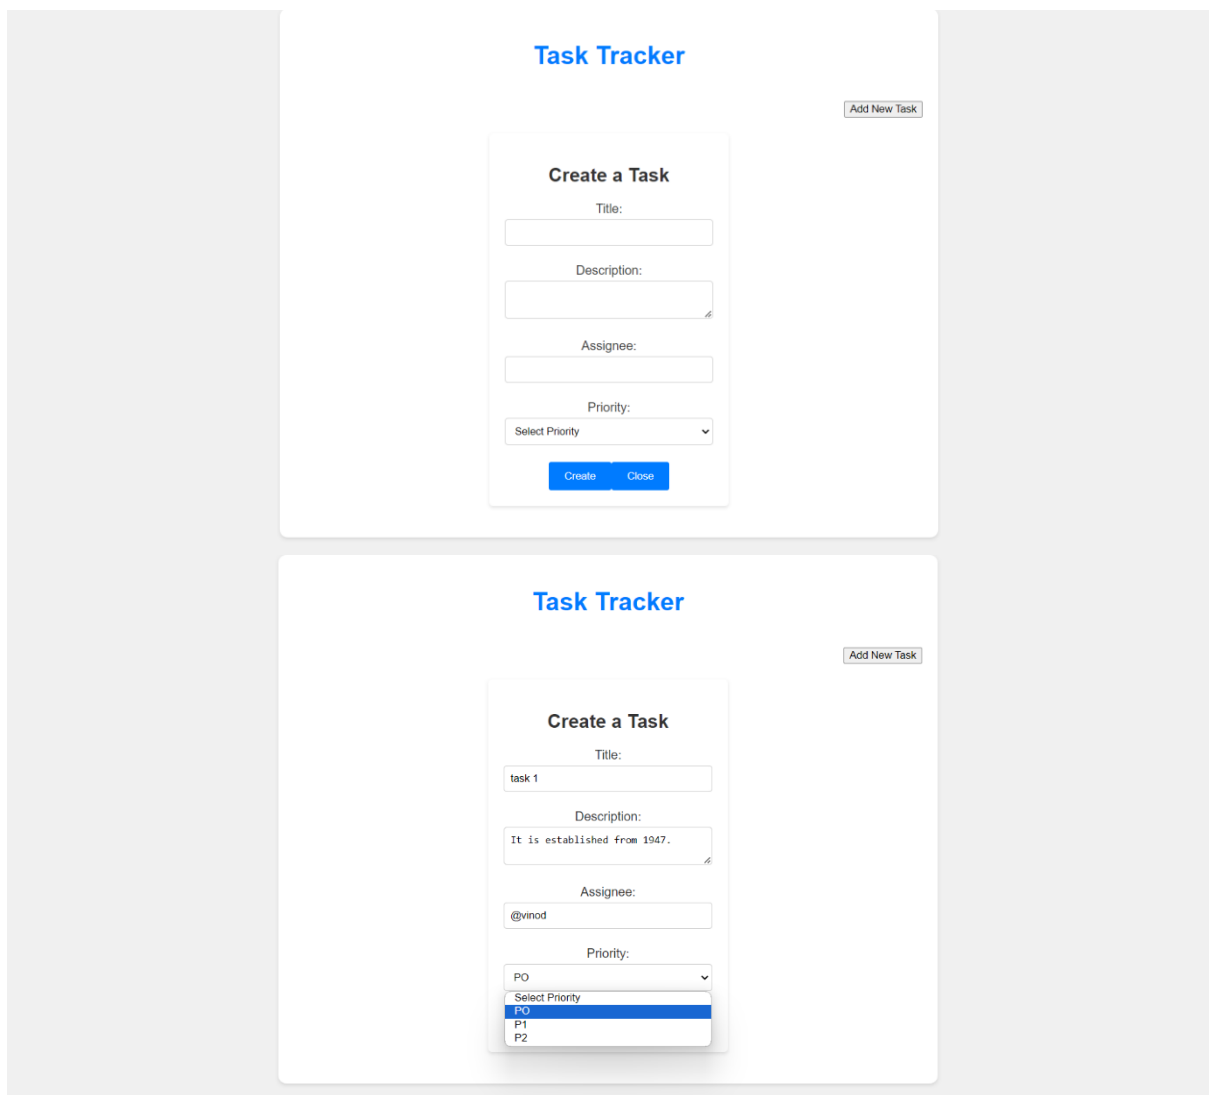 Task Tracker
Add New Task
Create a Task
Title:
Description:
Assignee:
Priority:
Select Priority
Create Close
Task Tracker
Add New Task
Create a Task
Title:
task 1
Description:
It is established from 1947.
Assignee:
@vinod
Priority:
PO
Select Priority
PO
P1
P2